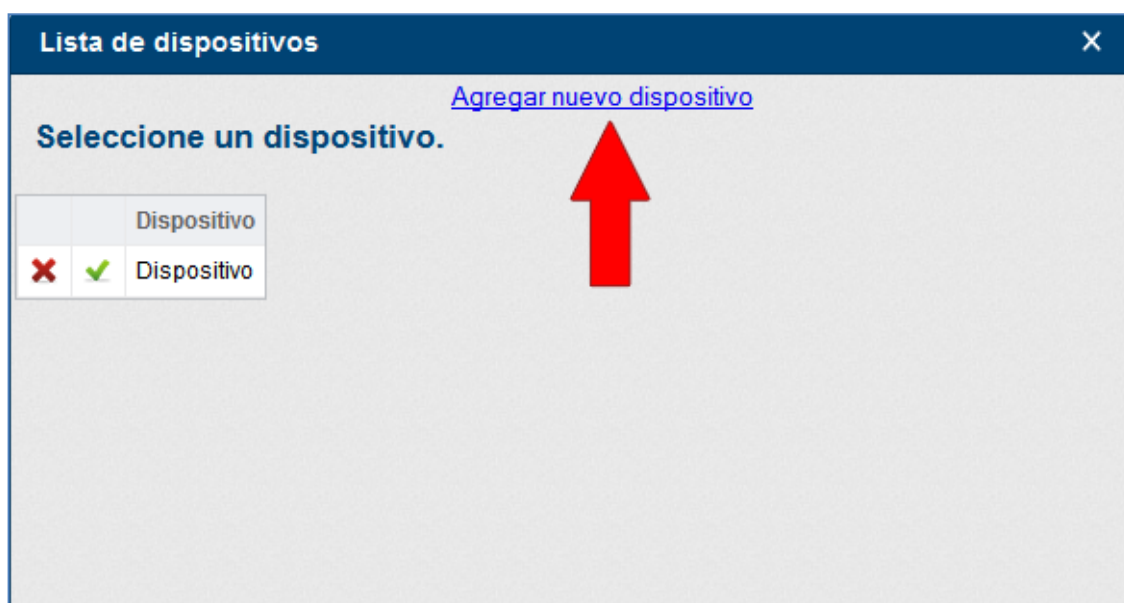 Lista de dispositivos
Agregar nuevo dispositivo
Seleccione un dispositivo.
Dispositivo
Dispositivo